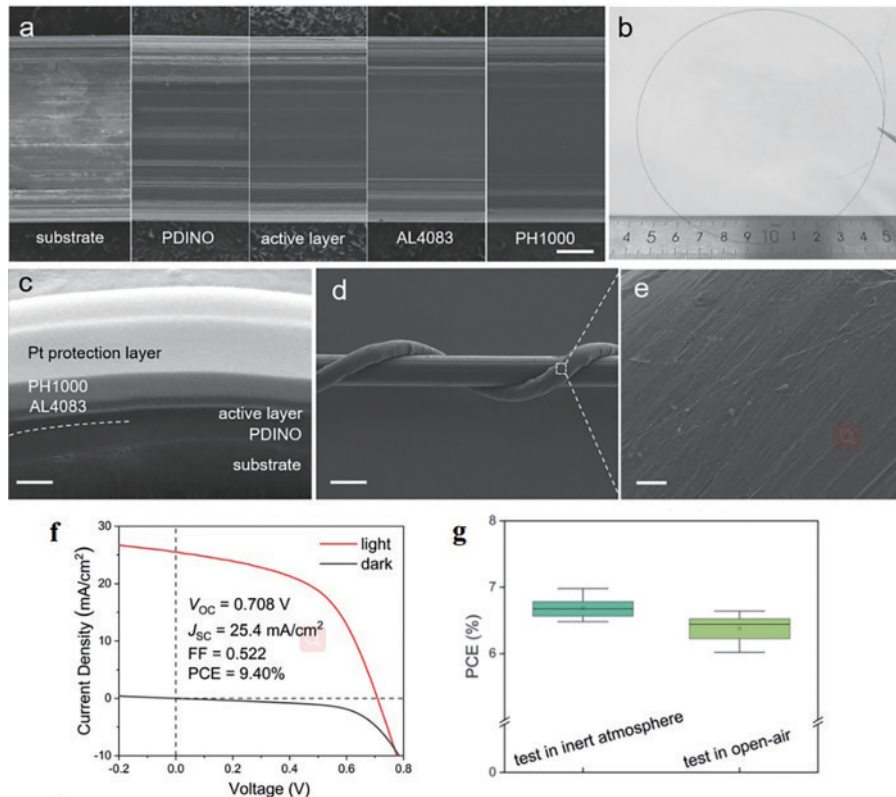 a
substrate PDINO active layer AL4083 PH1000
b
4 5 6 7 8 9 10 1 2 3 4 5
c
Pt protection layer
PH1000
AL4083
active layer
PDINO
substrate
d
e
f
light
dark
V_OC = 0.708 V
J_SC = 25.4 mA/cm²
FF = 0.522
PCE = 9.40%
Current Density (mA/cm²)
30
20
10
0
-10
-0.2 0.0 0.2 0.4 0.6 0.8
Voltage (V)
g
PCE (%)
8
7
6
0
test in inert atmosphere
test in open-air